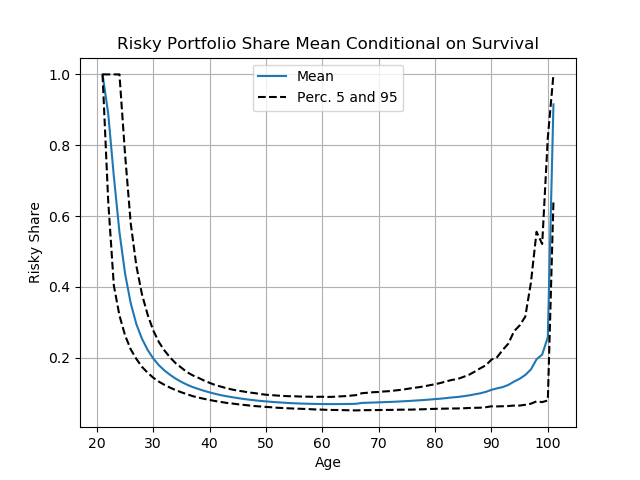 Risky Portfolio Share Mean Conditional on Survival
Mean
Perc. 5 and 95
1.0
0.8
0.6
0.4
0.2
Risky Share
20 30 40 50 60 70 80 90 100
Age